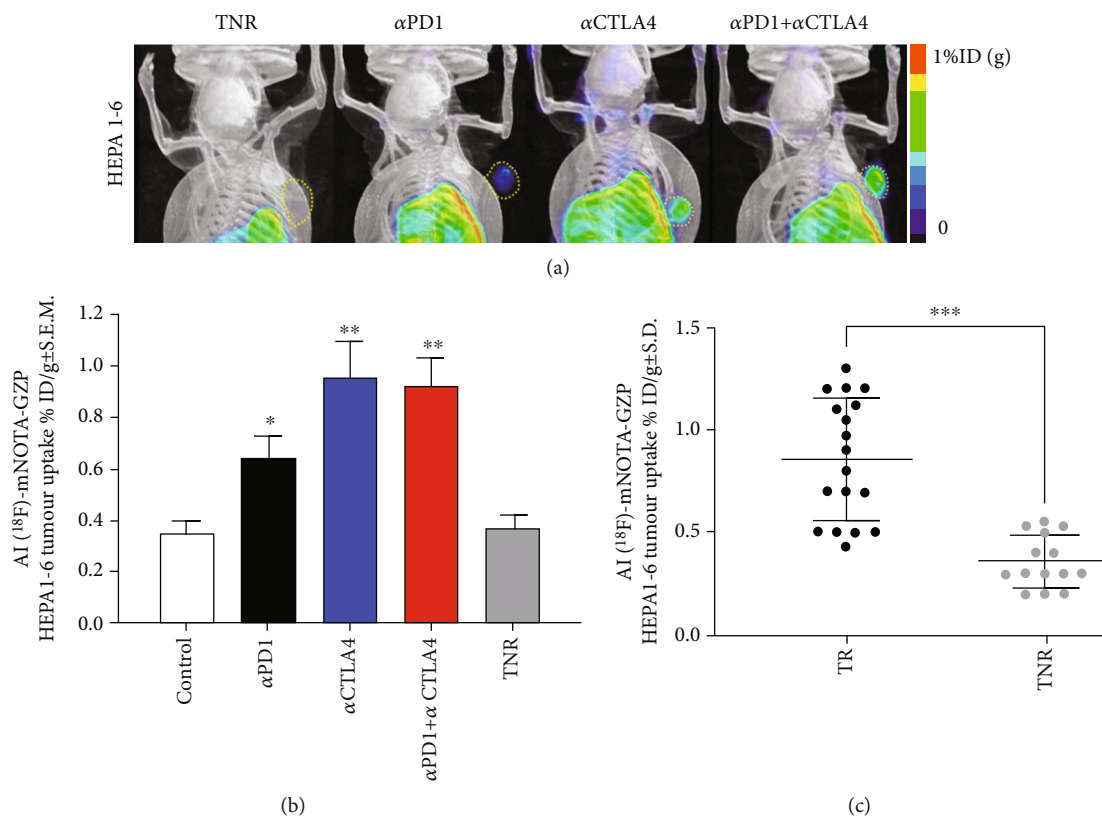 TNR αPD1 αCTLA4 αPD1+αCTLA4
HEPA 1-6
1%ID (g)
0
(a)
AI (¹⁸F)-mNOTA-GZP
HEPA1-6 tumour uptake % ID/g±S.E.M.
1.2
1.0
0.8
0.6
0.4
0.2
0.0
*
**
**
Control
αPD1
αCTLA4
αPD1+α CTLA4
TNR
(b)
AI (¹⁸F)-mNOTA-GZP
HEPA1-6 tumour uptake % ID/g±S.D.
1.5
1.0
0.5
0.0
***
TR
TNR
(c)